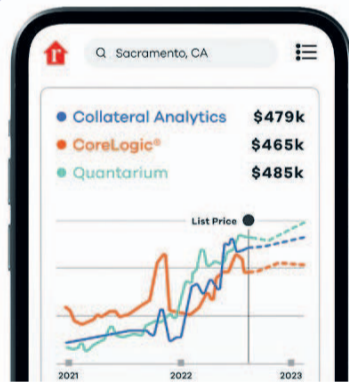 r
Sacramento, CA
Collateral Analytics $479k
CoreLogic® $465k
Quantarium $485k
List Price
2021 2022 2023